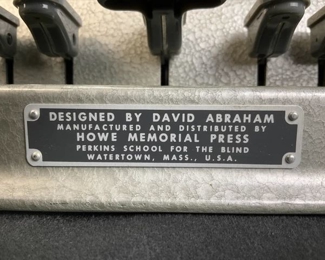 DESIGNED BY DAVID ABRAHAM
MANUFACTURED AND DISTRIBUTED BY
HOWE MEMORIAL PRESS
PERKINS SCHOOL FOR THE BLIND
WATERTOWN, MASS., U.S.A.